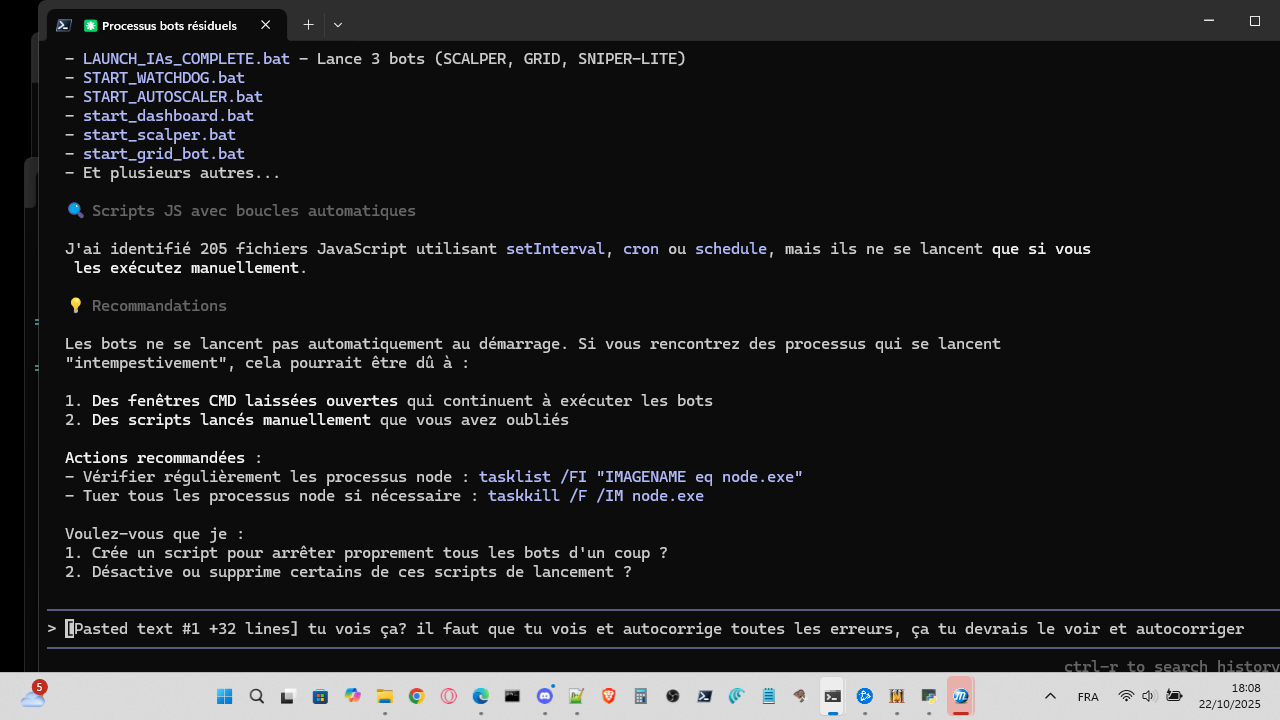 Processus bots résiduels
- LAUNCH_IAs_COMPLETE.bat - Lance 3 bots (SCALPER, GRID, SNIPER-LITE)
- START_WATCHDOG.bat
- START_AUTOSCALER.bat
- start_dashboard.bat
- start_scalper.bat
- start_grid_bot.bat
- Et plusieurs autres...
Scripts JS avec boucles automatiques
J'ai identifié 205 fichiers JavaScript utilisant setInterval, cron ou schedule, mais ils ne se lancent que si vous
les exécutez manuellement.
Recommandations
Les bots ne se lancent pas automatiquement au démarrage. Si vous rencontrez des processus qui se lancent
"intempestivement", cela pourrait être dû à :
1. Des fenêtres CMD laissées ouvertes qui continuent à exécuter les bots
2. Des scripts lancés manuellement que vous avez oubliés
Actions recommandées :
- Vérifier régulièrement les processus node : tasklist /FI "IMAGENAME eq node.exe"
- Tuer tous les processus node si nécessaire : taskkill /F /IM node.exe
Voulez-vous que je :
1. Crée un script pour arrêter proprement tous les bots d'un coup ?
2. Désactive ou supprime certains de ces scripts de lancement ?
> [Pasted text #1 +32 lines] tu vois ça? il faut que tu vois et autocorrige toutes les erreurs, ça tu devrais le voir et autocorriger
ctrl-r to search history
5
FRA
18:08
22/10/2025